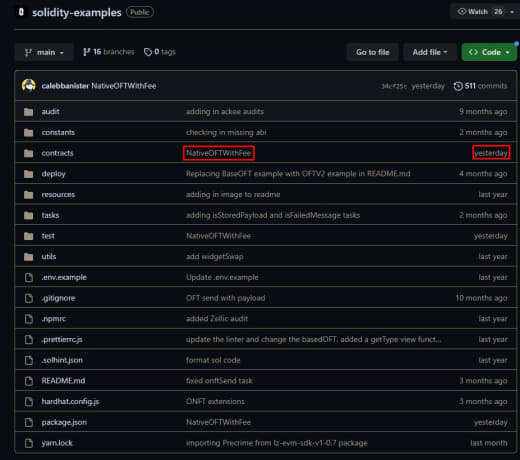 solidity-examples Public Watch 26
main 16 branches 0 tags Go to file Add file Code
calebbanister NativeOFTWithFee 34cf25c yesterday 511 commits
audit adding in ackee audits 9 months ago
constants checking in missing abi 2 months ago
contracts NativeOFTWithFee yesterday
deploy Replacing BaseOFT example with OFTV2 example in README.md 4 months ago
resources adding in image to readme last year
tasks adding isStoredPayload and isFailedMessage tasks 2 months ago
test NativeOFTWithFee yesterday
utils add widgetSwap last year
.env.example Update .env.example last year
.gitignore OFT send with payload 10 months ago
.npmrc added Zellic audit last year
.prettierrc.js update the linter and change the basedOFT. added a getType view funct... last year
.solhint.json format sol code last year
README.md fixed onftSend task 3 months ago
hardhat.config.js ONFT extensions 3 months ago
package.json NativeOFTWithFee yesterday
yarn.lock importing Precrime from lz-evm-sdk-v1-0.7 package last month